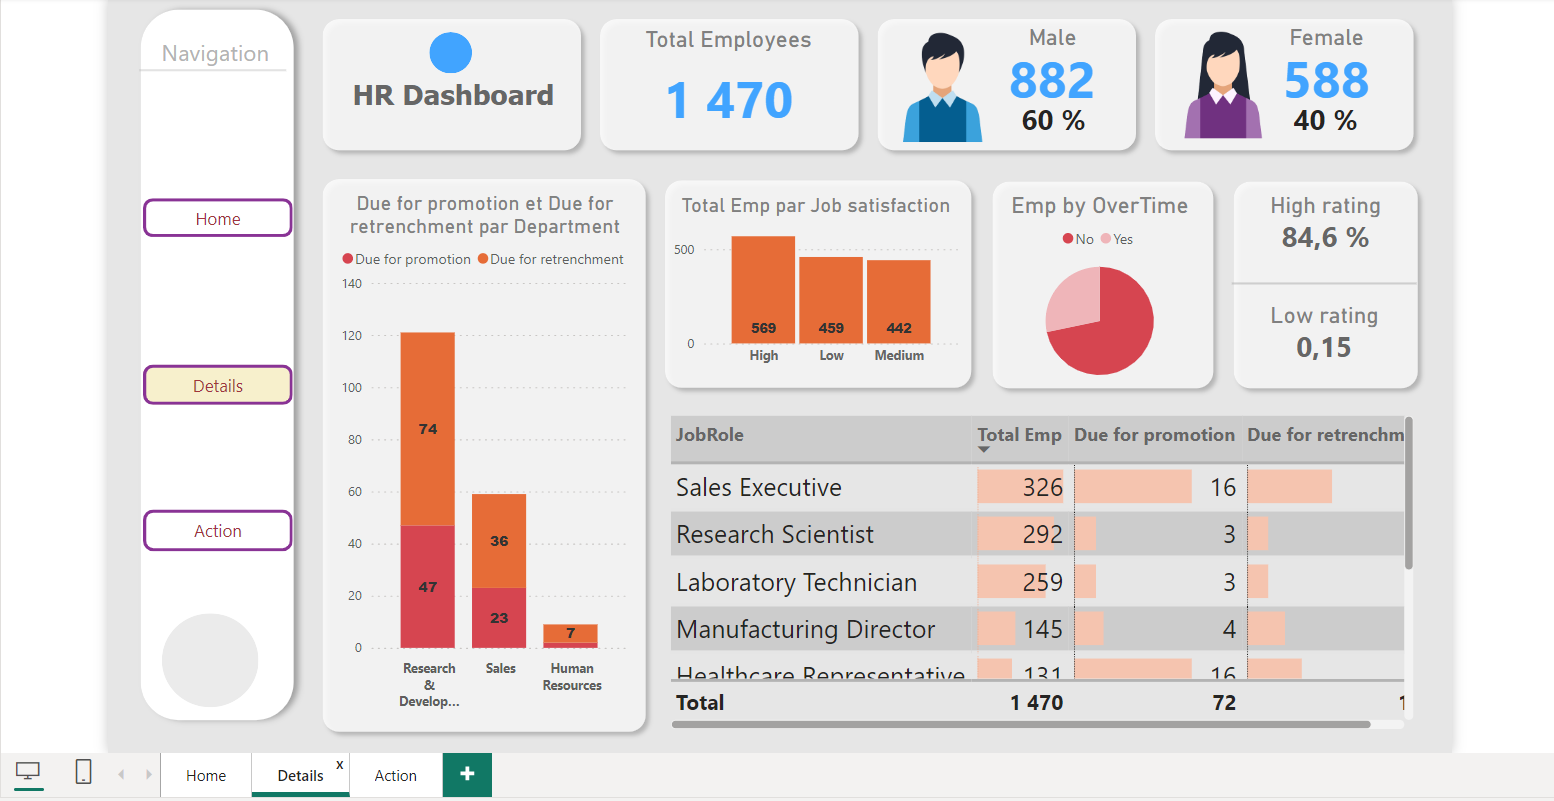 Navigation
Home
Details
Action
HR Dashboard
Total Employees
1 470
Male
882
60 %
Female
588
40 %
Due for promotion et Due for
retrenchment par Department
Due for promotion Due for retrenchment
140
120
100
80
60
40
20
0
74
47
36
23
7
Research
&
Develop...
Sales
Human
Resources
Total Emp par Job satisfaction
500
0
569
459
442
High
Low
Medium
Emp by OverTime
No Yes
High rating
84,6 %
Low rating
0,15
JobRole Total Emp Due for promotion Due for retrenchm
Sales Executive 326 16
Research Scientist 292 3
Laboratory Technician 259 3
Manufacturing Director 145 4
Healthcare Representative 131 16
Total 1 470 72 1
Home Details x Action +